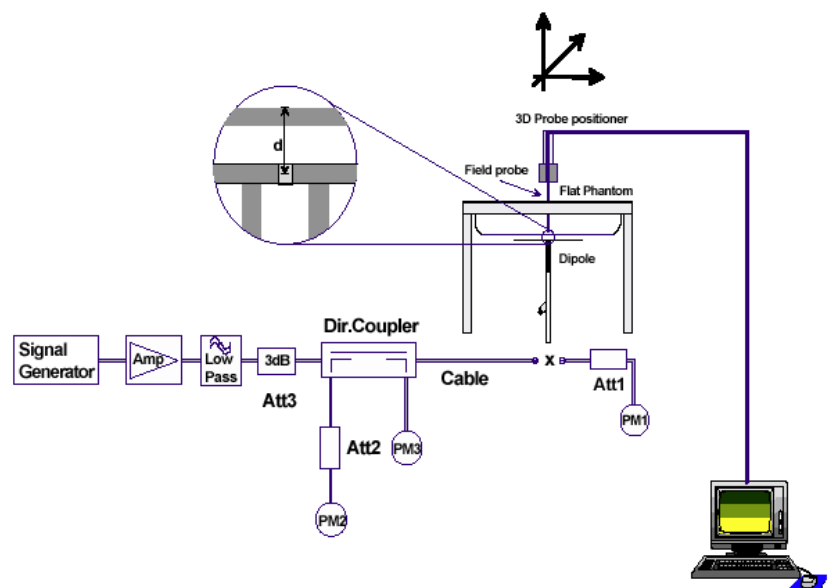 3D Probe positioner
d
Field probe
Flat Phantom
Dipole
Dir.Coupler
Signal
Generator
Amp
Low
Pass
3dB
Att3
Cable
x
Att1
PM1
Att2
PM3
PM2